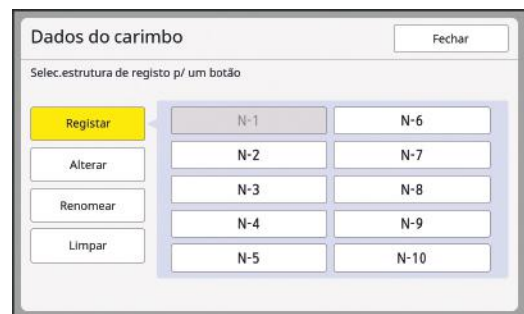 Dados do carimbo
Fechar
Selec.estrutura de registo p/ um botão
Registar
Alterar
Renomear
Limpar
N-1
N-2
N-3
N-4
N-5
N-6
N-7
N-8
N-9
N-10